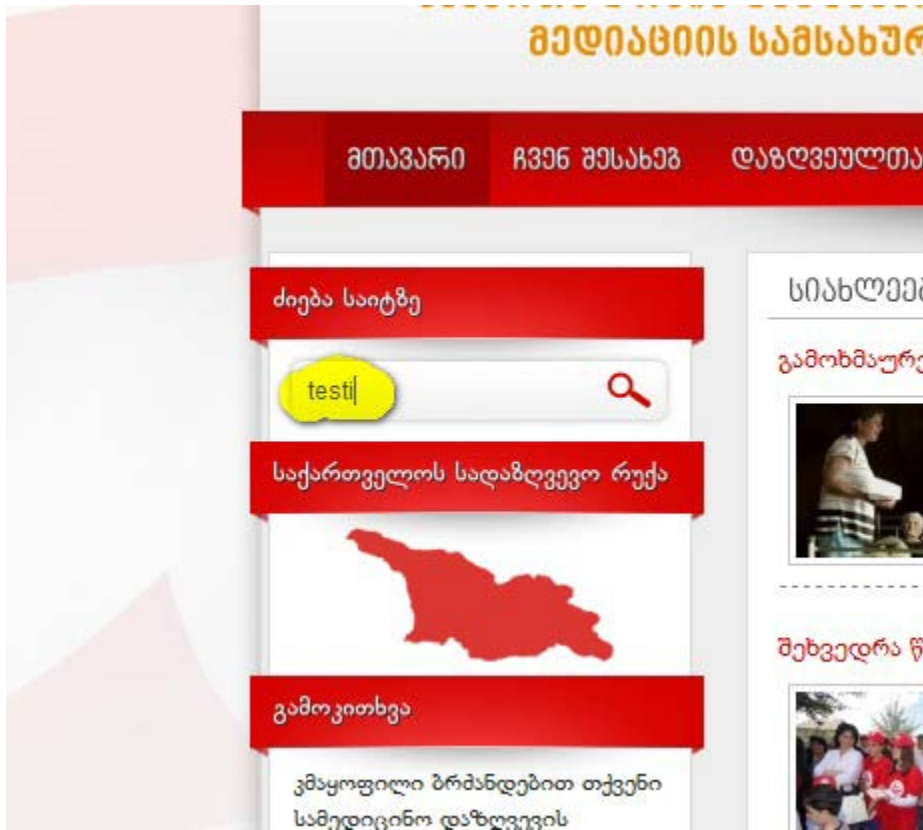 მედიაციის სამსახურ
მთავარი ჩვენ შესახებ დაზღვეულთა
ძიება საიტზე
testi
საქართველოს სადაზღვევო რუქა
გამოკითხვა
კმაყოფილი ბრძანდებით თქვენი
სამედიცინო დაზღვევის
სიახლეებ
გამოხმაურე
შეხვედრა წ